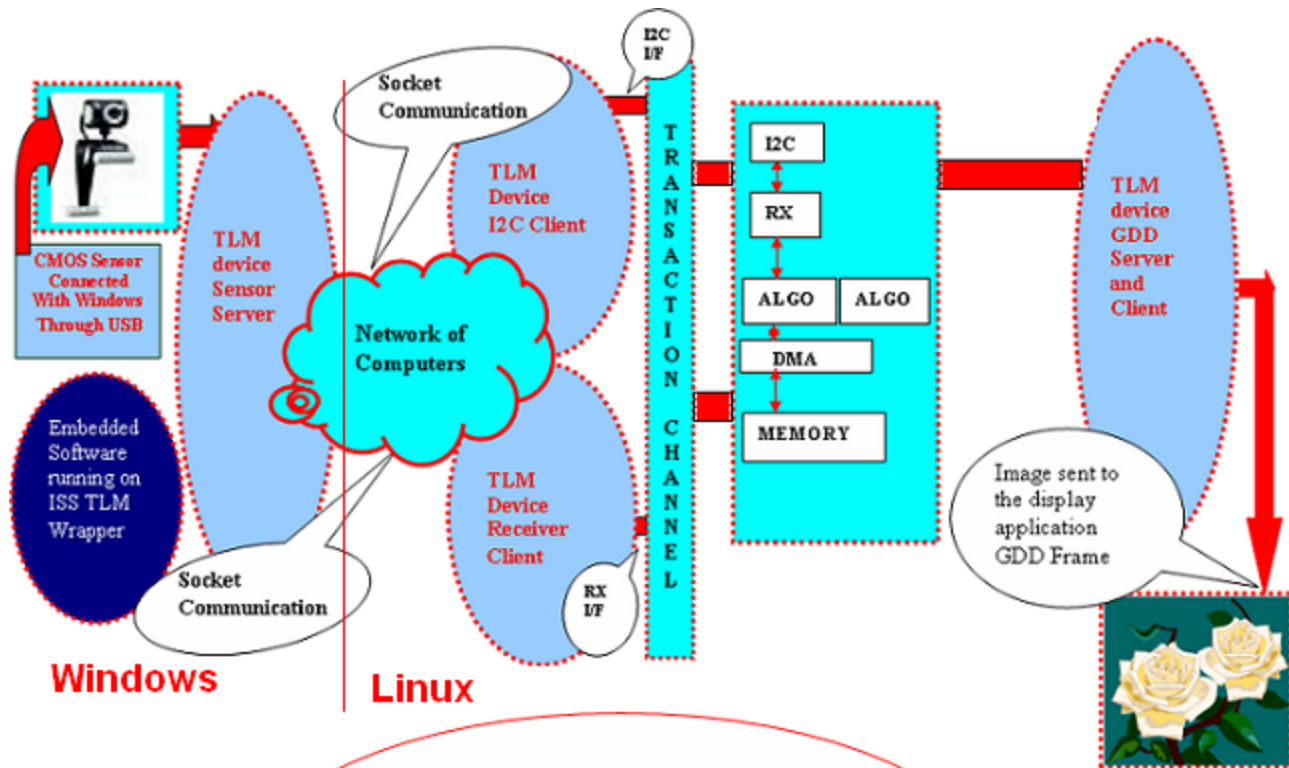 I2C
I/F
Socket
Communication
CMOS Sensor
Connected
With Windows
Through USB
TLM
device
Sensor
Server
TLM
Device
I2C Client
Network of
Computers
Embedded
Software
running on
ISS TLM
Wrapper
Socket
Communication
TLM
Device
Receiver
Client
RX
I/F
TRANSACTION CHANNEL
I2C
RX
ALGO ALGO
DMA
MEMORY
TLM
device
GDD
Server
and
Client
Image sent to
the display
application
GDD Frame
Windows
Linux